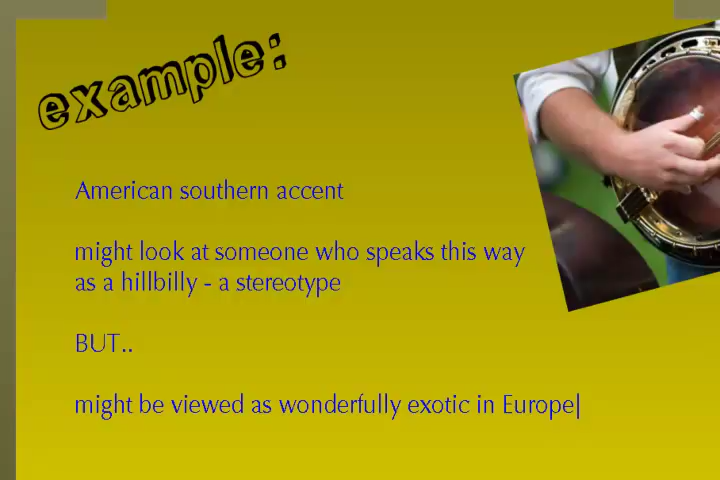 example:
American southern accent
might look at someone who speaks this way
as a hillbilly - a stereotype
BUT..
might be viewed as wonderfully exotic in Europe